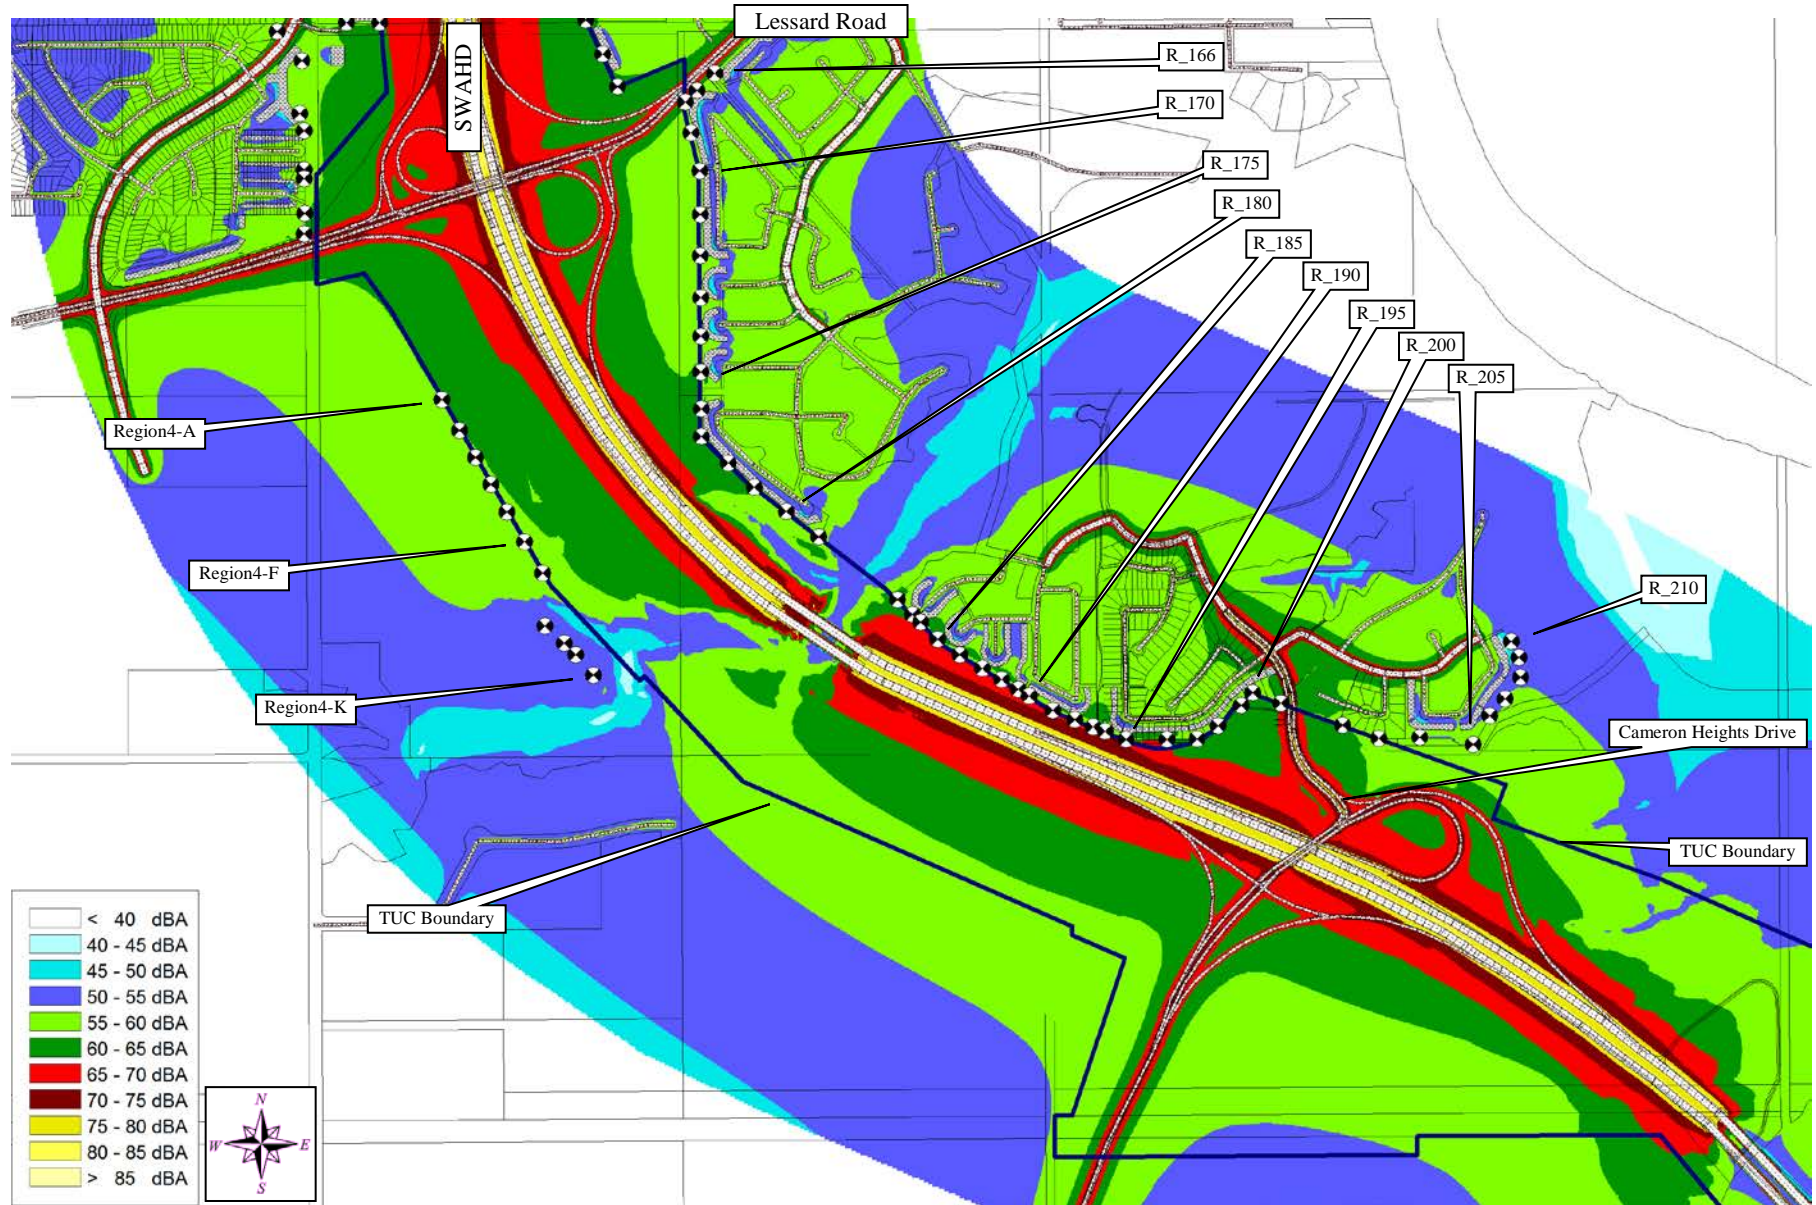 Lessard Road
SWAHD
R_166
R_170
R_175
R_180
R_185
R_190
R_195
R_200
R_205
R_210
Region4-A
Region4-F
Region4-K
Cameron Heights Drive
TUC Boundary
TUC Boundary
< 40 dBA
40 - 45 dBA
45 - 50 dBA
50 - 55 dBA
55 - 60 dBA
60 - 65 dBA
65 - 70 dBA
70 - 75 dBA
75 - 80 dBA
80 - 85 dBA
> 85 dBA
N
W E
S